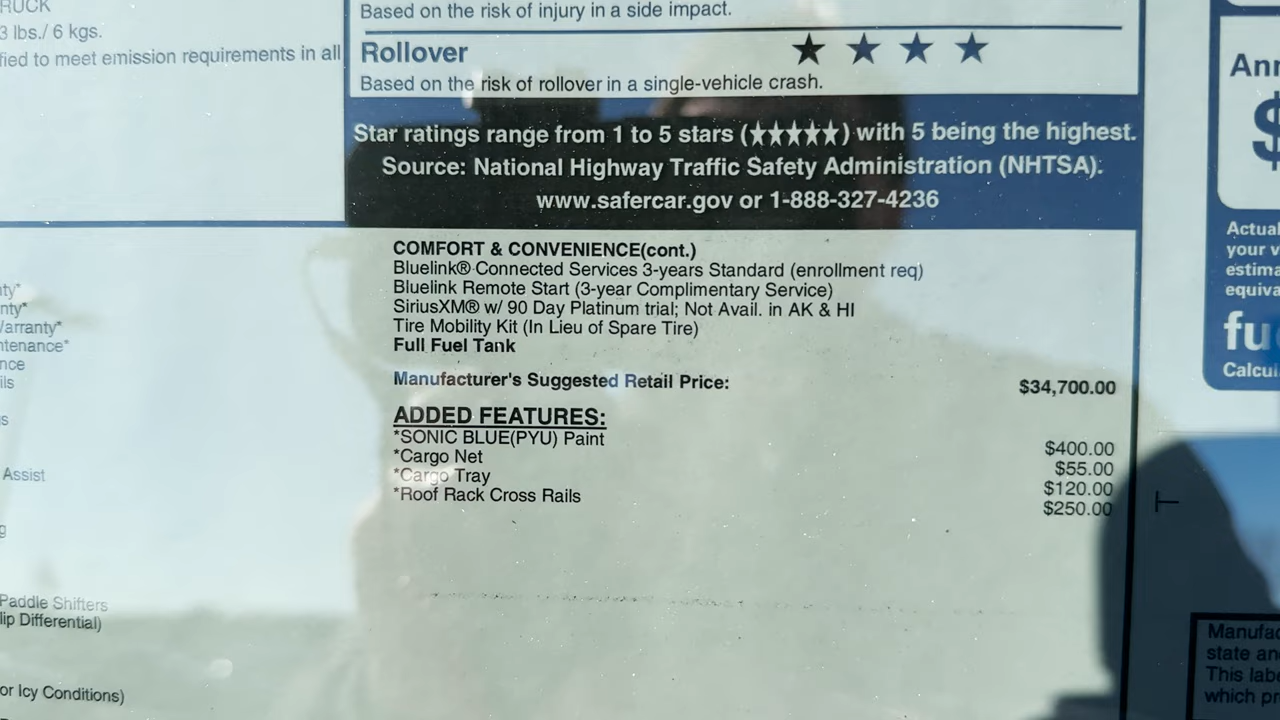 RUCK
3 lbs./ 6 kgs.
fied to meet emission requirements in all
Based on the risk of injury in a side impact.
Rollover ★ ★ ★ ★
Based on the risk of rollover in a single-vehicle crash.
Star ratings range from 1 to 5 stars (★★★★★) with 5 being the highest.
Source: National Highway Traffic Safety Administration (NHTSA).
www.safercar.gov or 1-888-327-4236
COMFORT & CONVENIENCE(cont.)
Bluelink® Connected Services 3-years Standard (enrollment req)
Bluelink Remote Start (3-year Complimentary Service)
SiriusXM® w/ 90 Day Platinum trial; Not Avail. in AK & HI
Tire Mobility Kit (In Lieu of Spare Tire)
Full Fuel Tank
Manufacturer's Suggested Retail Price: $34,700.00
ADDED FEATURES:
*SONIC BLUE(PYU) Paint $400.00
*Cargo Net $55.00
*Cargo Tray $120.00
*Roof Rack Cross Rails $250.00
nty*
Warranty*
ntenance*
nce
ils
s
Assist
g
Paddle Shifters
lip Differential)
or Icy Conditions)
Ann
$
Actual
your v
estima
equiva
fu
Calcul
Manufac
state an
This labe
which pr